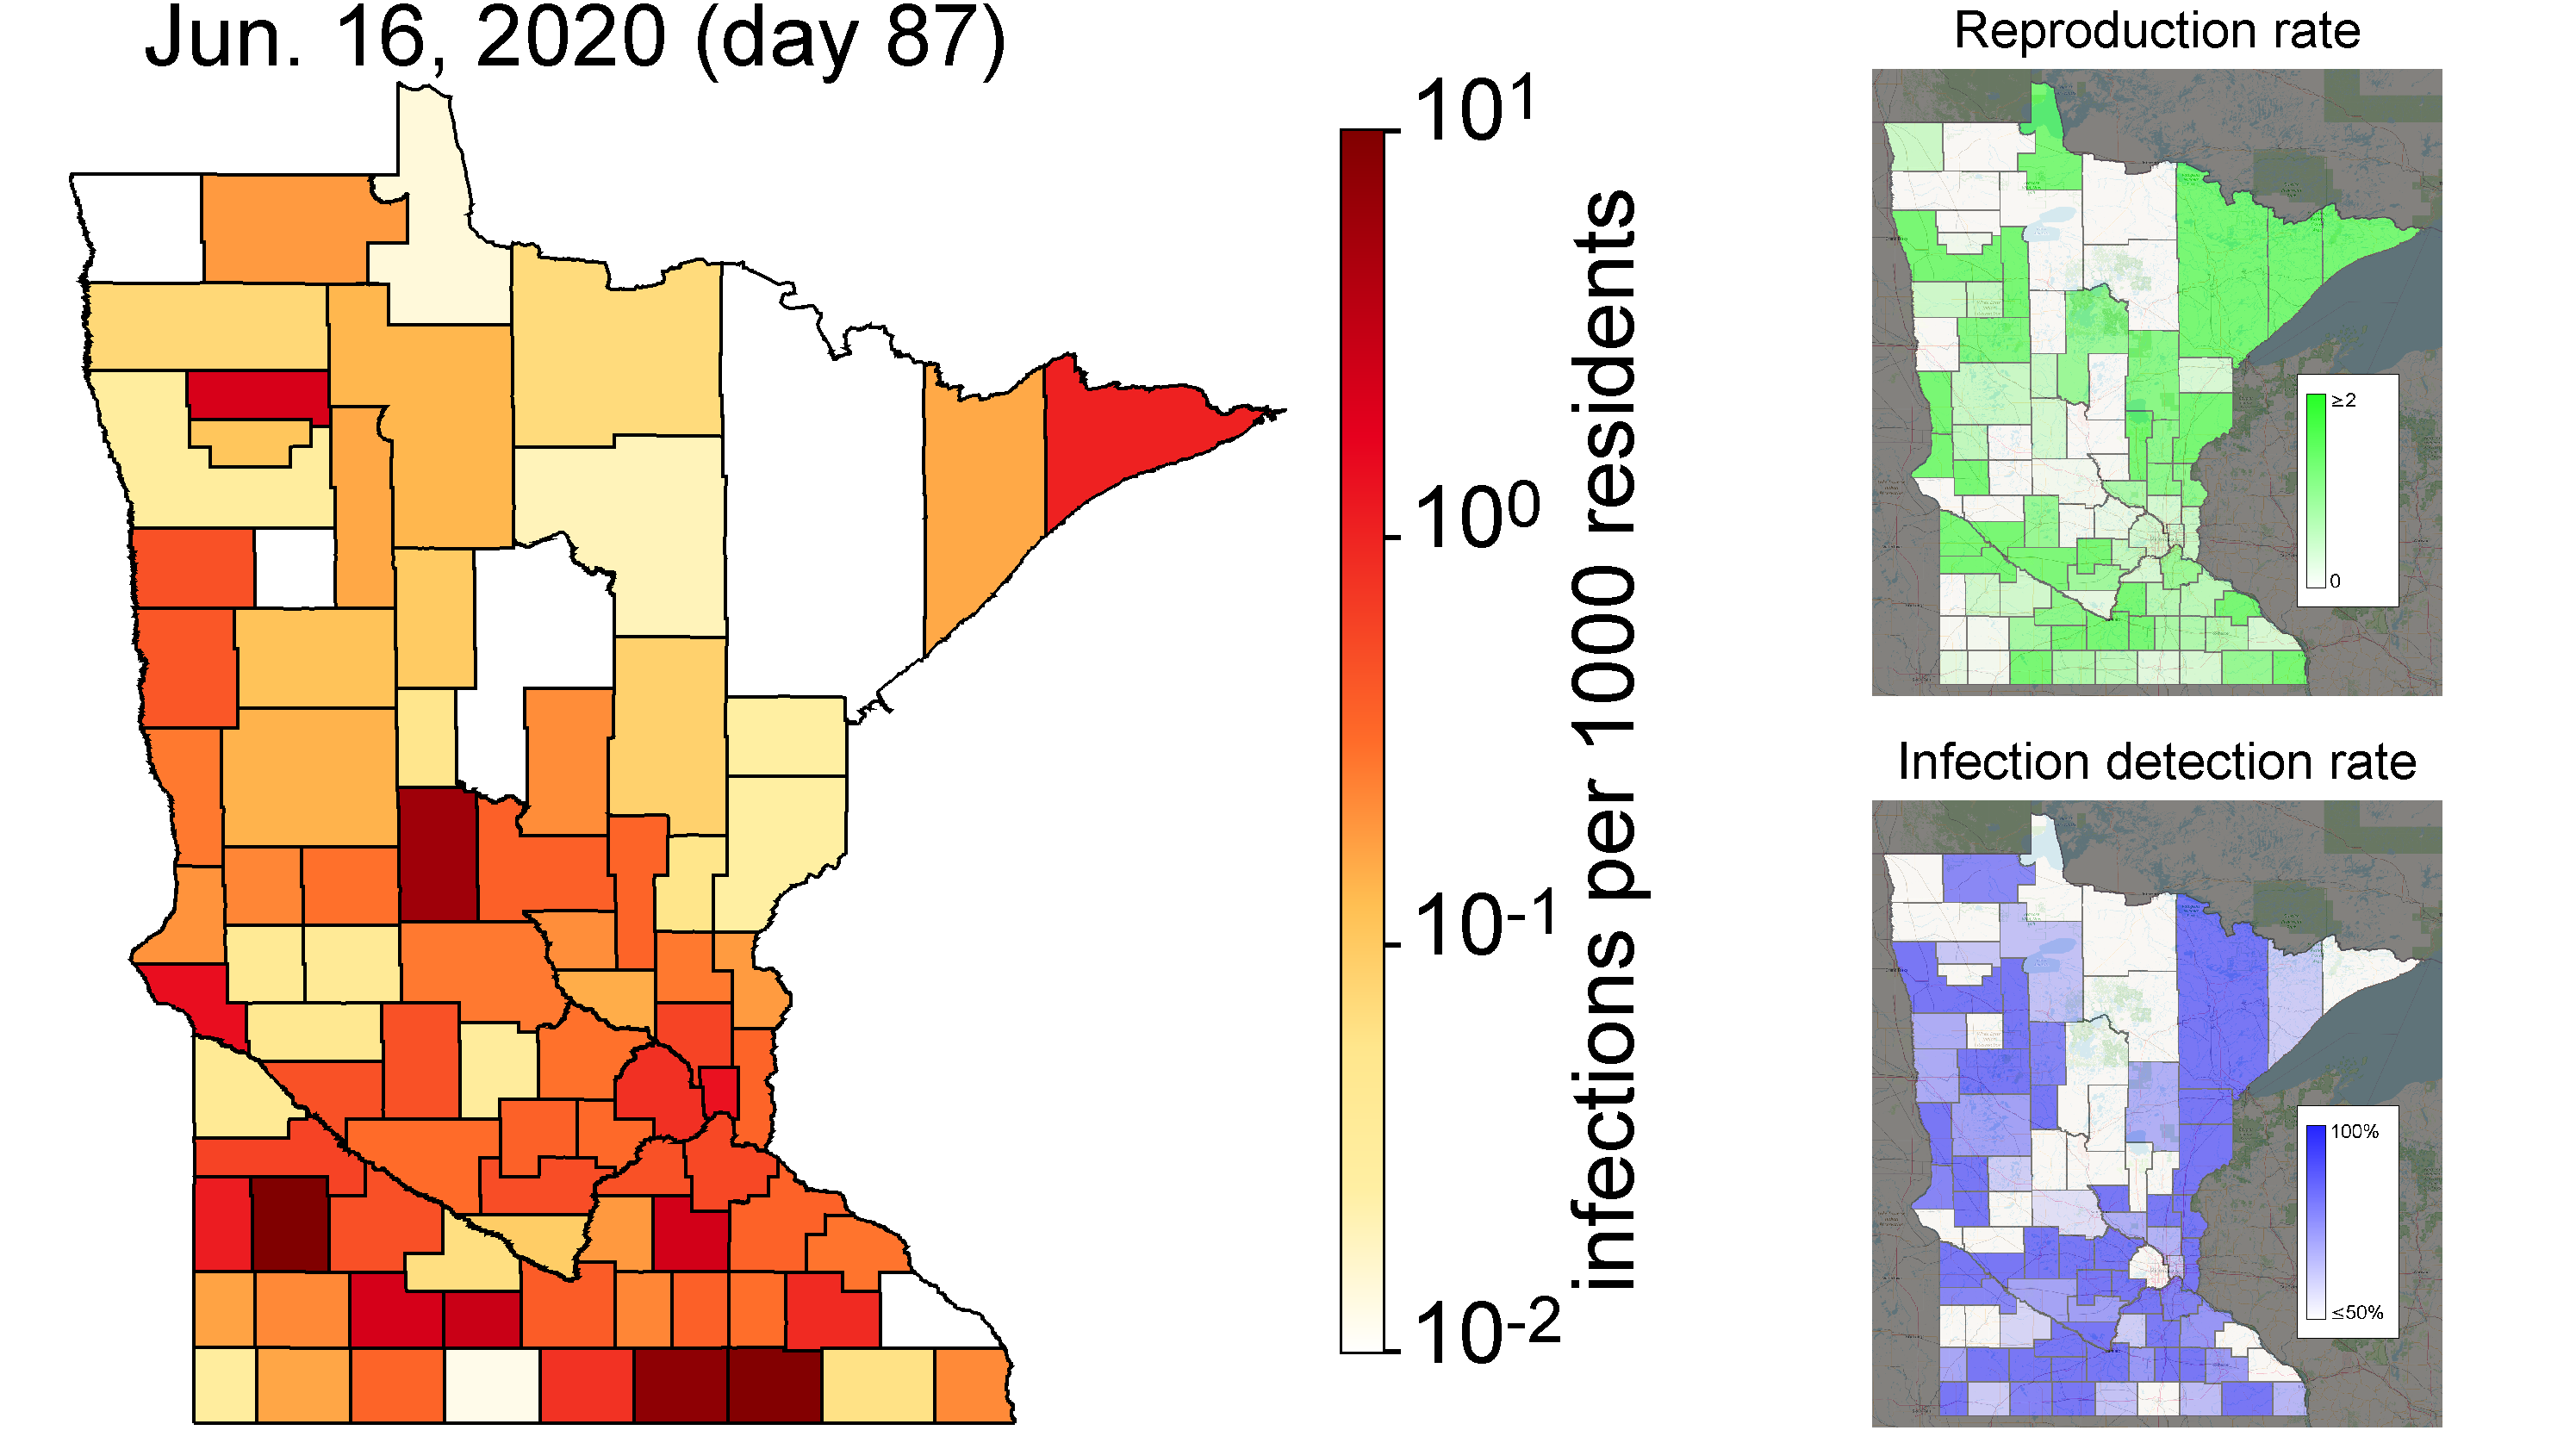 Jun. 16, 2020 (day 87)
10¹
10⁰
10⁻¹
10⁻²
infections per 1000 residents
Reproduction rate
≥2
0
Infection detection rate
100%
≤50%